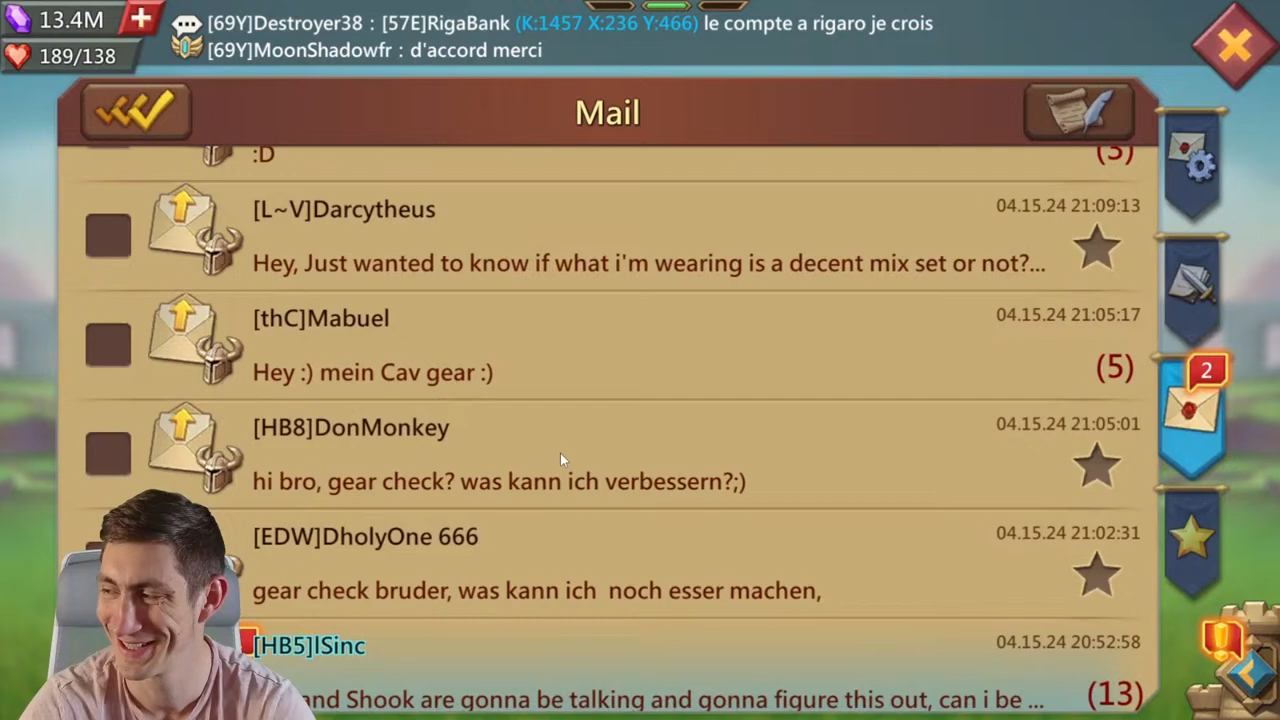 13.4M
189/138
[69Y]Destroyer38 : [57E]RigaBank (K:1457 X:236 Y:466) le compte a rigaro je crois
[69Y]MoonShadowfr : d'accord merci
Mail
:D
[L~V]Darcytheus
04.15.24 21:09:13
Hey, Just wanted to know if what i'm wearing is a decent mix set or not?...
[thC]Mabuel
04.15.24 21:05:17
Hey :) mein Cav gear :)
(5)
2
[HB8]DonMonkey
04.15.24 21:05:01
hi bro, gear check? was kann ich verbessern?;)
[EDW]DholyOne 666
04.15.24 21:02:31
gear check bruder, was kann ich  noch esser machen,
[HB5]lSinc
04.15.24 20:52:58
and Shook are gonna be talking and gonna figure this out, can i be ...
(13)